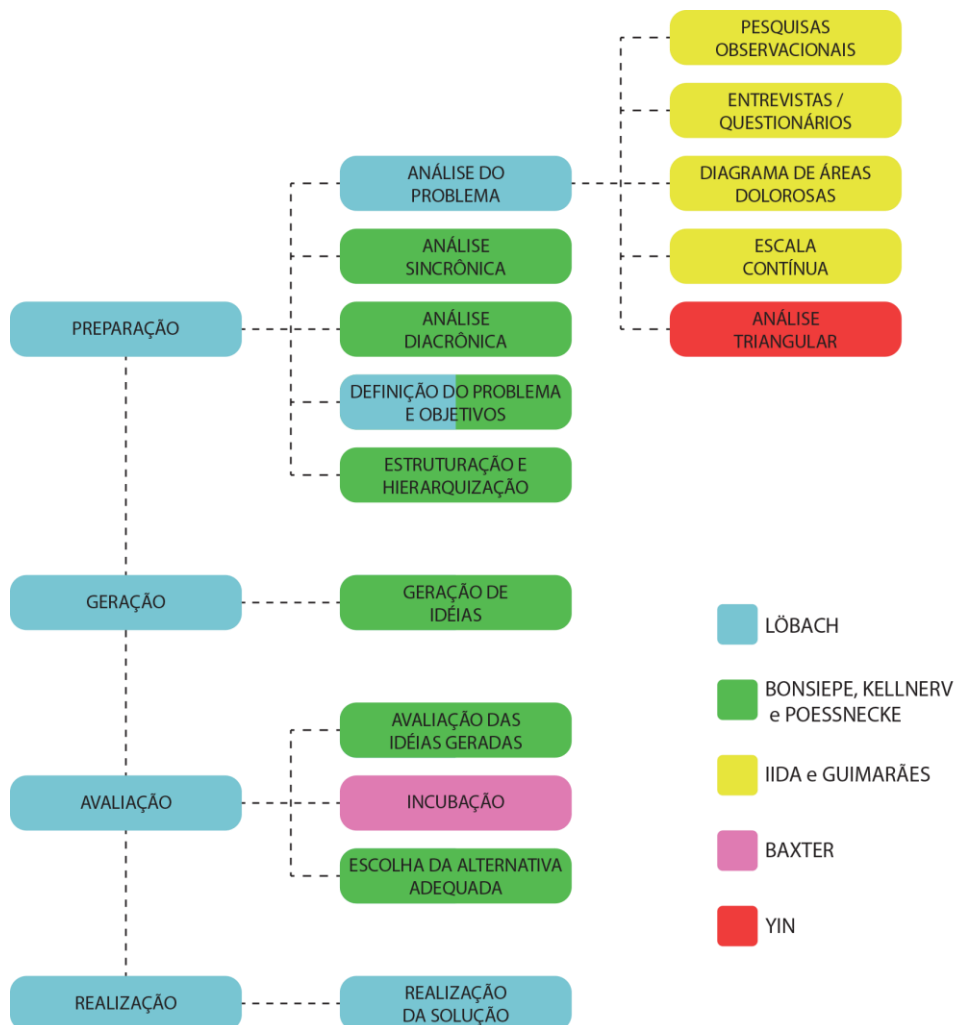 PESQUISAS
OBSERVACIONAIS
ENTREVISTAS /
QUESTIONÁRIOS
ANÁLISE DO
PROBLEMA
DIAGRAMA DE ÁREAS
DOLOROSAS
ANÁLISE
SINCRÔNICA
ESCALA
CONTÍNUA
PREPARAÇÃO
ANÁLISE
DIACRÔNICA
ANÁLISE
TRIANGULAR
DEFINIÇÃO DO PROBLEMA
E OBJETIVOS
ESTRUTURAÇÃO E
HIERARQUIZAÇÃO
GERAÇÃO
GERAÇÃO DE
IDÉIAS
AVALIAÇÃO
AVALIAÇÃO DAS
IDÉIAS GERADAS
INCUBAÇÃO
ESCOLHA DA ALTERNATIVA
ADEQUADA
REALIZAÇÃO
REALIZAÇÃO
DA SOLUÇÃO
LÖBACH
BONSIEPE, KELLNERV
e POESSNECKE
IIDA e GUIMARÃES
BAXTER
YIN